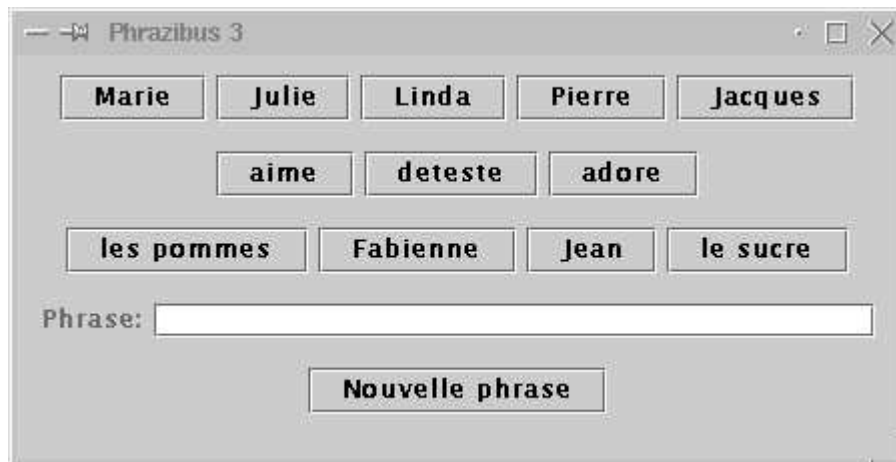 Phrazibus 3
Marie Julie Linda Pierre Jacques
aime deteste adore
les pommes Fabienne Jean le sucre
Phrase:
Nouvelle phrase